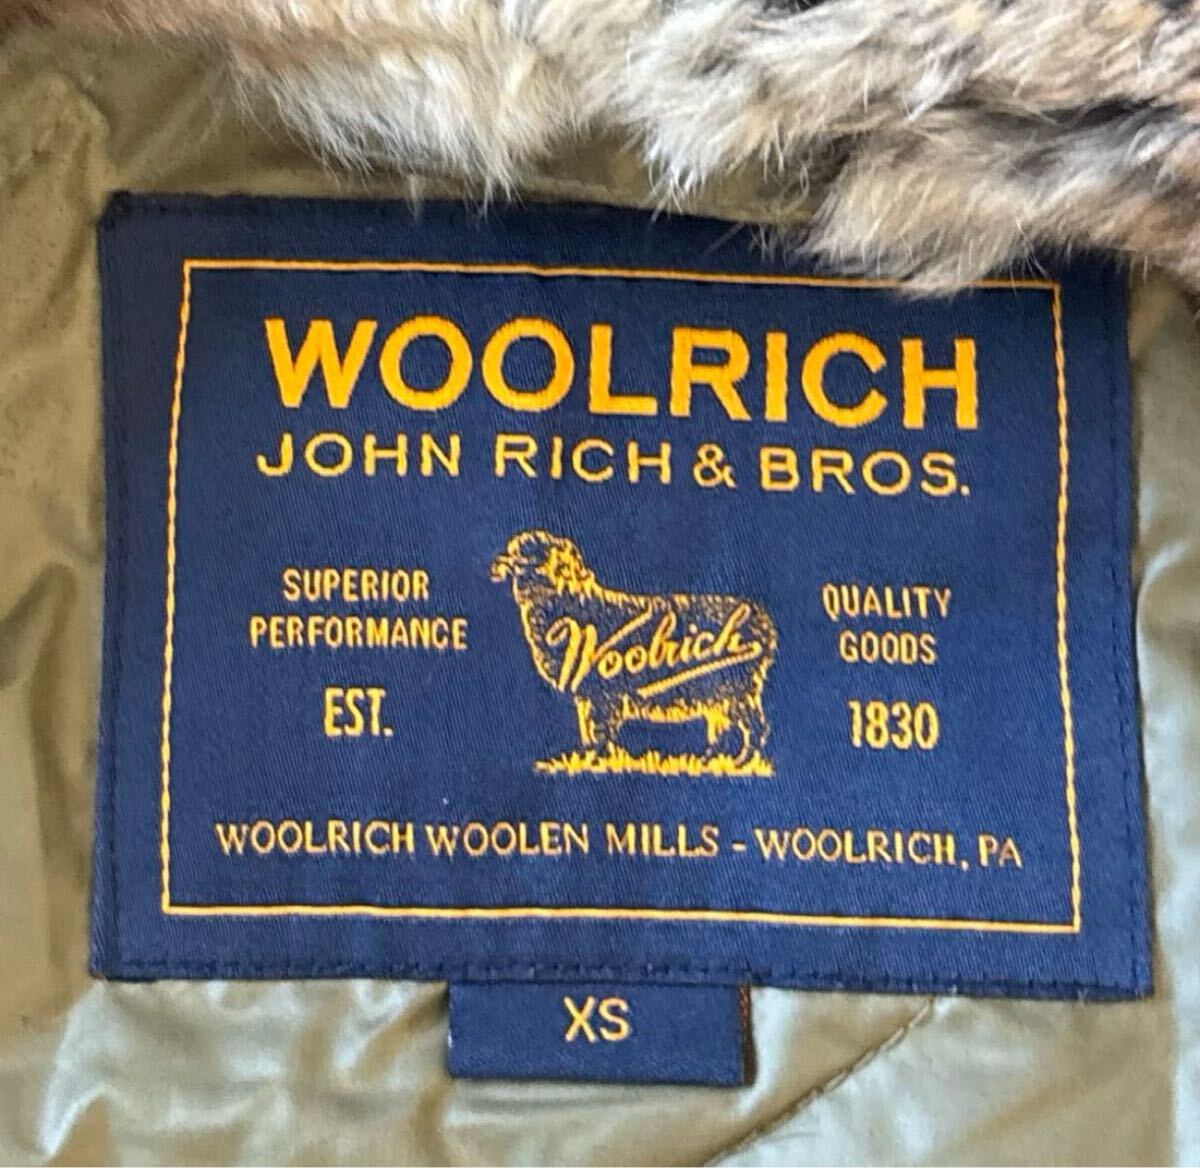 WOOLRICH
JOHN RICH & BROS.
SUPERIOR
PERFORMANCE
EST.
Woolrich
QUALITY
GOODS
1830
WOOLRICH WOOLEN MILLS - WOOLRICH, PA
XS